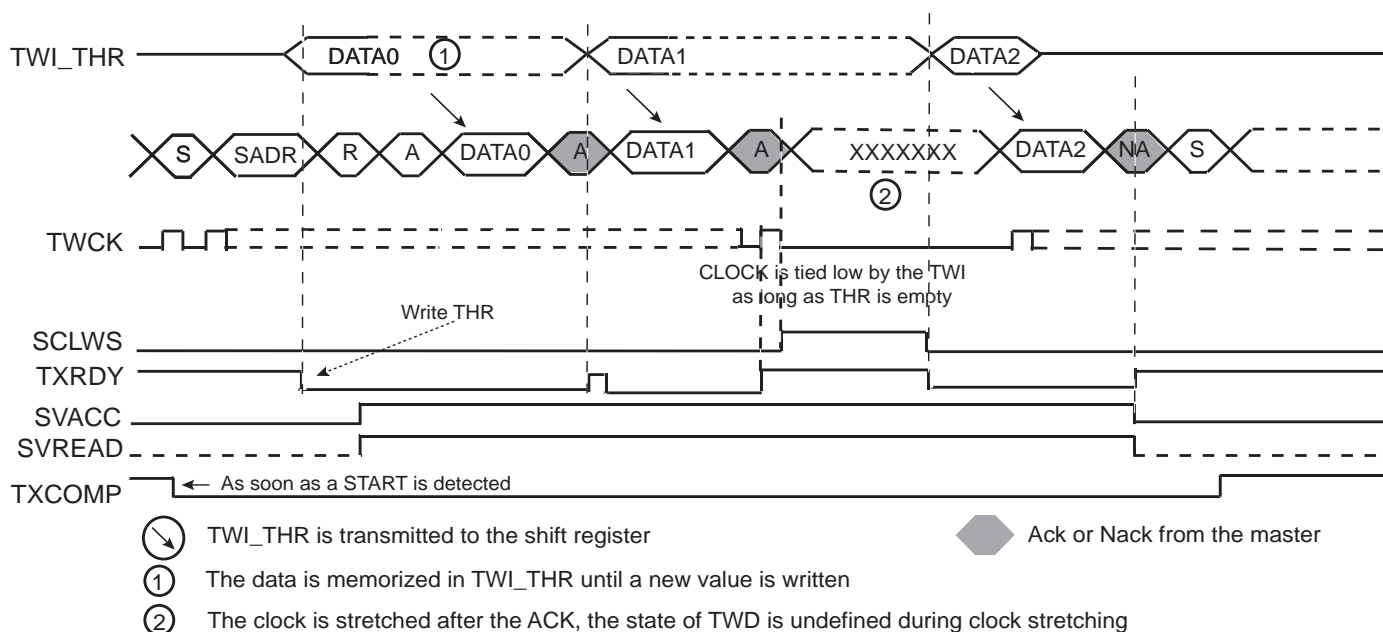 TWI_THR DATA0 1 DATA1 DATA2
S SADR R A DATA0 A DATA1 A XXXXXXX DATA2 NA S
2
TWCK
CLOCK is tied low by the TWI
as long as THR is empty
Write THR
SCLWS
TXRDY
SVACC
SVREAD
TXCOMP As soon as a START is detected
TWI_THR is transmitted to the shift register Ack or Nack from the master
1 The data is memorized in TWI_THR until a new value is written
2 The clock is stretched after the ACK, the state of TWD is undefined during clock stretching